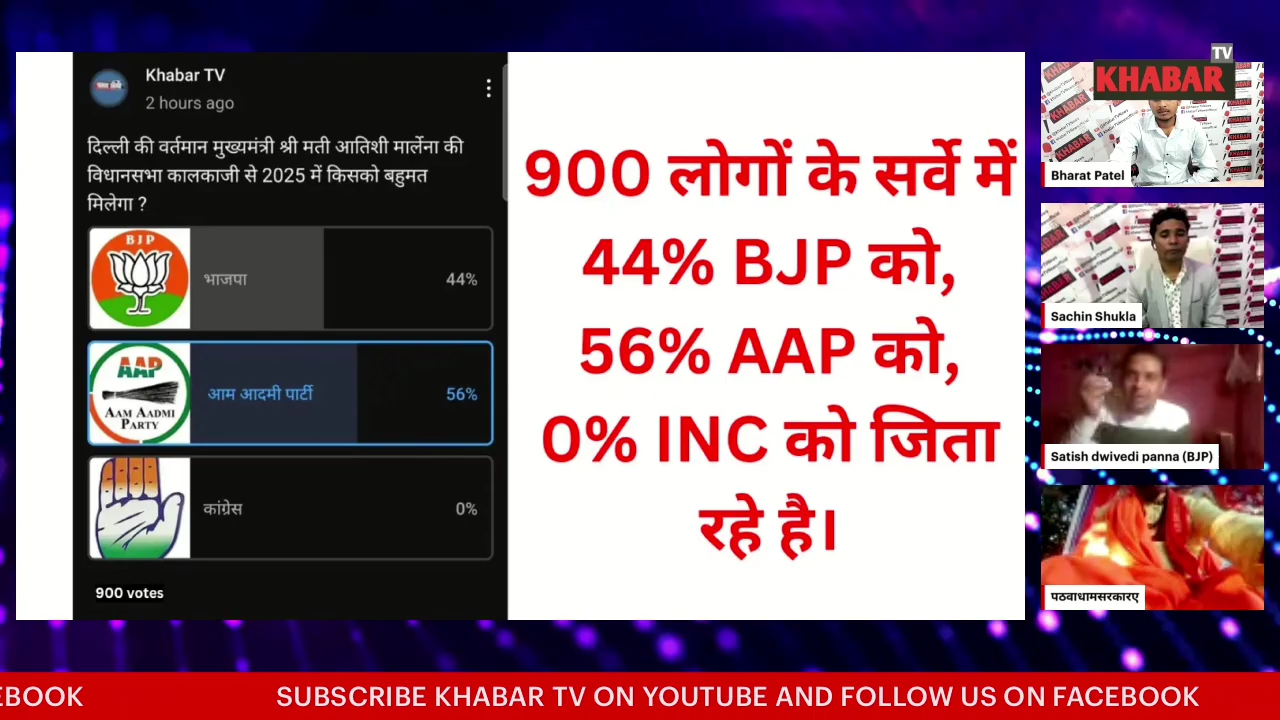 Khabar TV
2 hours ago
दिल्ली की वर्तमान मुख्यमंत्री श्री मती आतिशी मार्लेना की
विधानसभा कालकाजी से 2025 में किसको बहुमत
मिलेगा ?
BJP
भाजपा
44%
AAP
AAM AADMI
PARTY
आम आदमी पार्टी
56%
कांग्रेस
0%
900 votes
900 लोगों के सर्वे में
44% BJP को,
56% AAP को,
0% INC को जिता
रहे है।
TV
KHABAR
Bharat Patel
Sachin Shukla
Satish dwivedi panna (BJP)
पठवाधामसरकारए
EBOOK
SUBSCRIBE KHABAR TV ON YOUTUBE AND FOLLOW US ON FACEBOOK